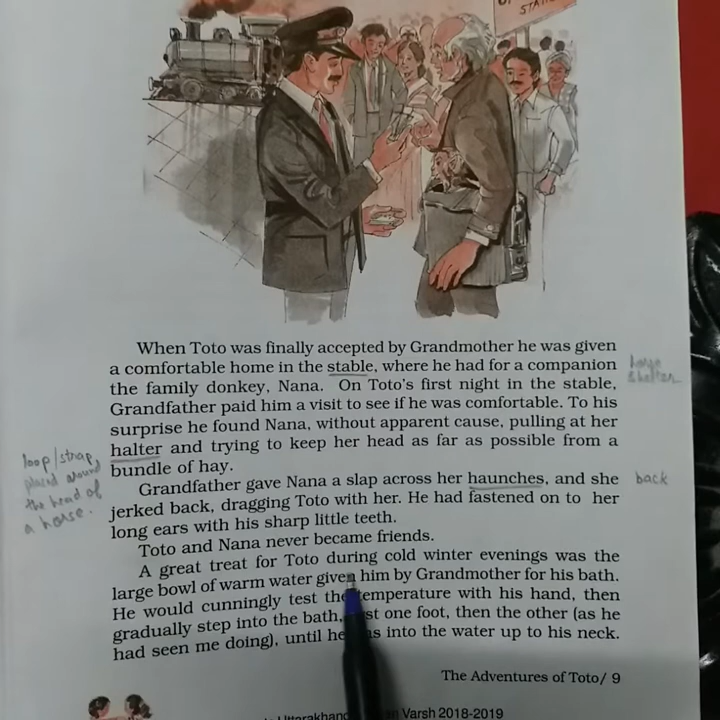 STATI
When Toto was finally accepted by Grandmother he was given
a comfortable home in the stable, where he had for a companion
the family donkey, Nana. On Toto's first night in the stable,
Grandfather paid him a visit to see if he was comfortable. To his
surprise he found Nana, without apparent cause, pulling at her
halter and trying to keep her head as far as possible from a
bundle of hay.
Grandfather gave Nana a slap across her haunches, and she
jerked back, dragging Toto with her. He had fastened on to her
long ears with his sharp little teeth.
Toto and Nana never became friends.
A great treat for Toto during cold winter evenings was the
large bowl of warm water given him by Grandmother for his bath.
He would cunningly test the temperature with his hand, then
gradually step into the bath, first one foot, then the other (as he
had seen me doing), until he was into the water up to his neck.
horse
shelter
loop/strap
placed around
the head of
a horse.
back
The Adventures of Toto/ 9
Uttarakhand Varsh 2018-2019